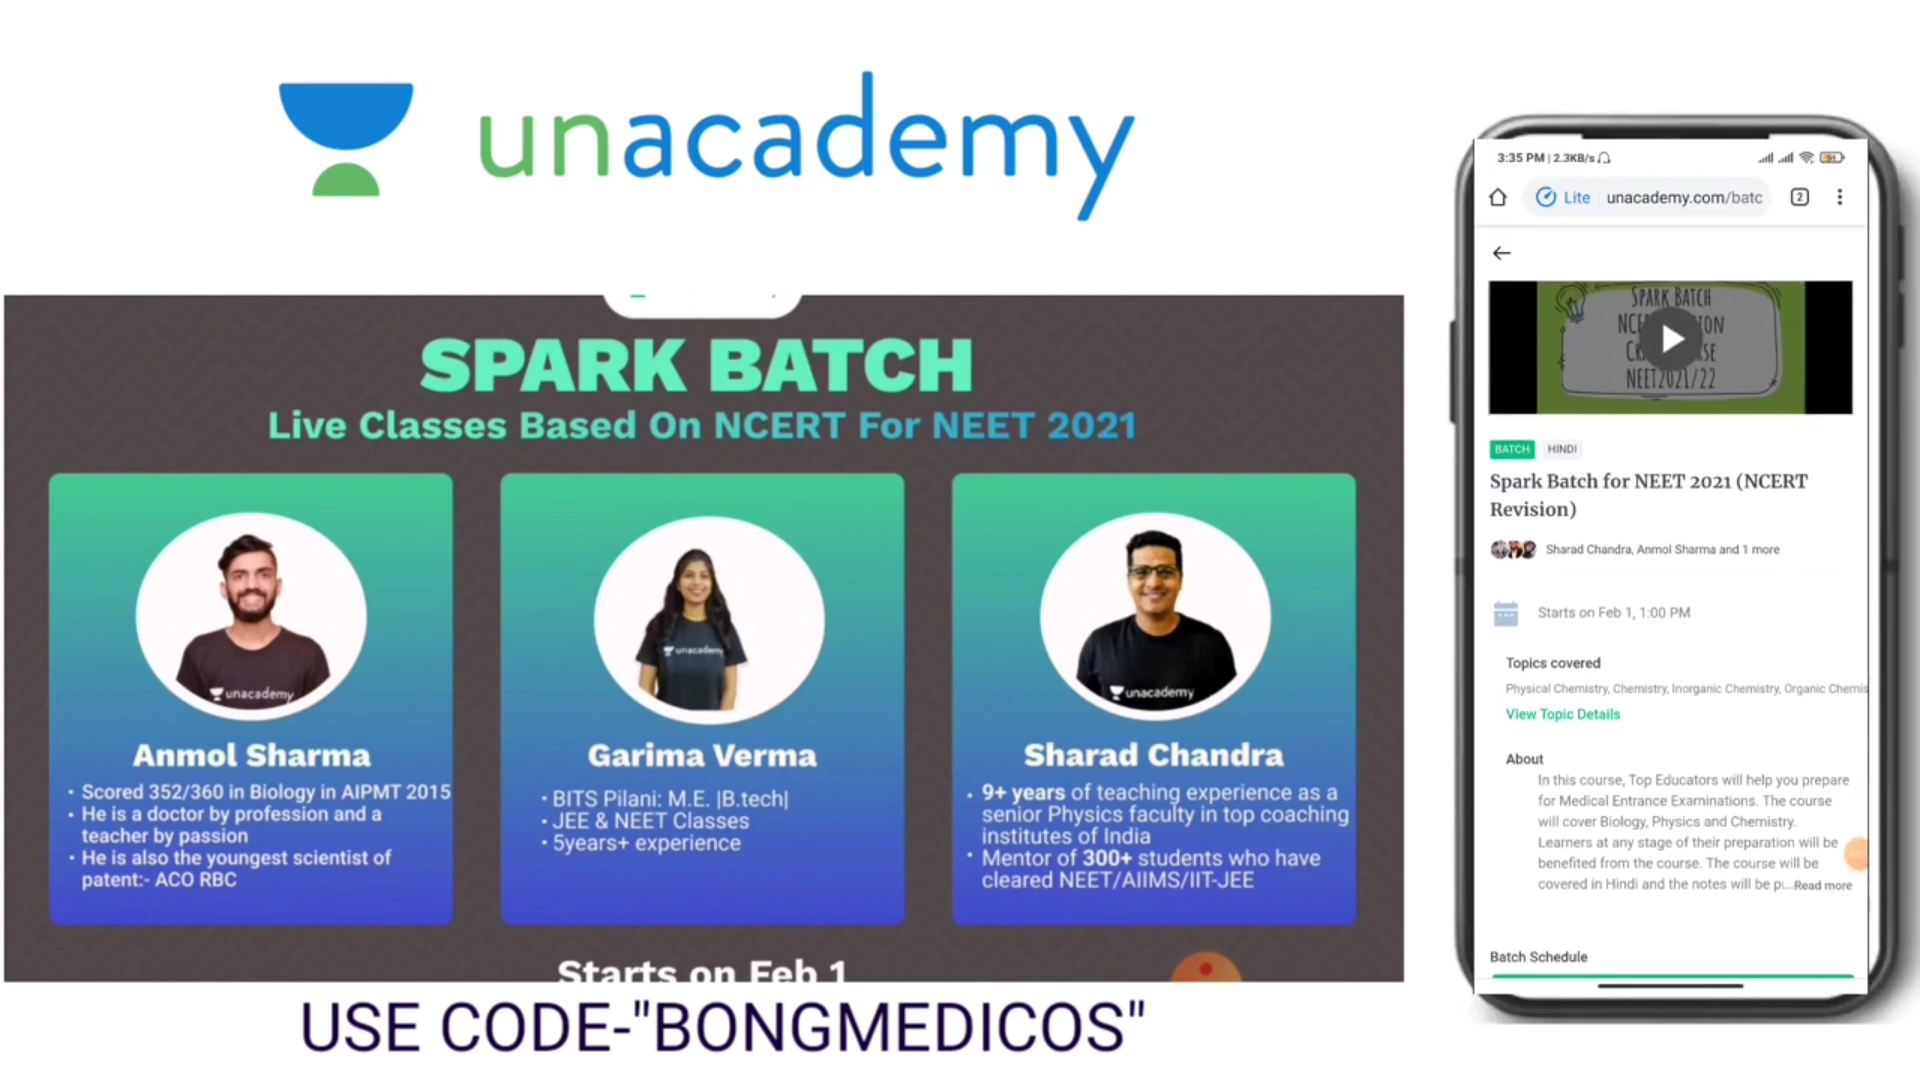 unacademy
SPARK BATCH
Live Classes Based On NCERT For NEET 2021
unacademy
unacademy
unacademy
Anmol Sharma
• Scored 352/360 in Biology in AIPMT 2015
• He is a doctor by profession and a
teacher by passion
• He is also the youngest scientist of
patent:- ACO RBC
Garima Verma
• BITS Pilani: M.E. |B.tech|
• JEE & NEET Classes
• 5years+ experience
Sharad Chandra
• 9+ years of teaching experience as a
senior Physics faculty in top coaching
institutes of India
• Mentor of 300+ students who have
cleared NEET/AIIMS/IIT-JEE
Starts on Feb 1
USE CODE-"BONGMEDICOS"
3:35 PM | 2.3KB/s
Lite unacademy.com/batc 2
SPARK BATCH
NEET2021/22
BATCH HINDI
Spark Batch for NEET 2021 (NCERT
Revision)
Sharad Chandra, Anmol Sharma and 1 more
Starts on Feb 1, 1:00 PM
Topics covered
Physical Chemistry, Chemistry, Inorganic Chemistry, Organic Chemis
View Topic Details
About
In this course, Top Educators will help you prepare
for Medical Entrance Examinations. The course
will cover Biology, Physics and Chemistry.
Learners at any stage of their preparation will be
benefited from the course. The course will be
covered in Hindi and the notes will be p...Read more
Batch Schedule